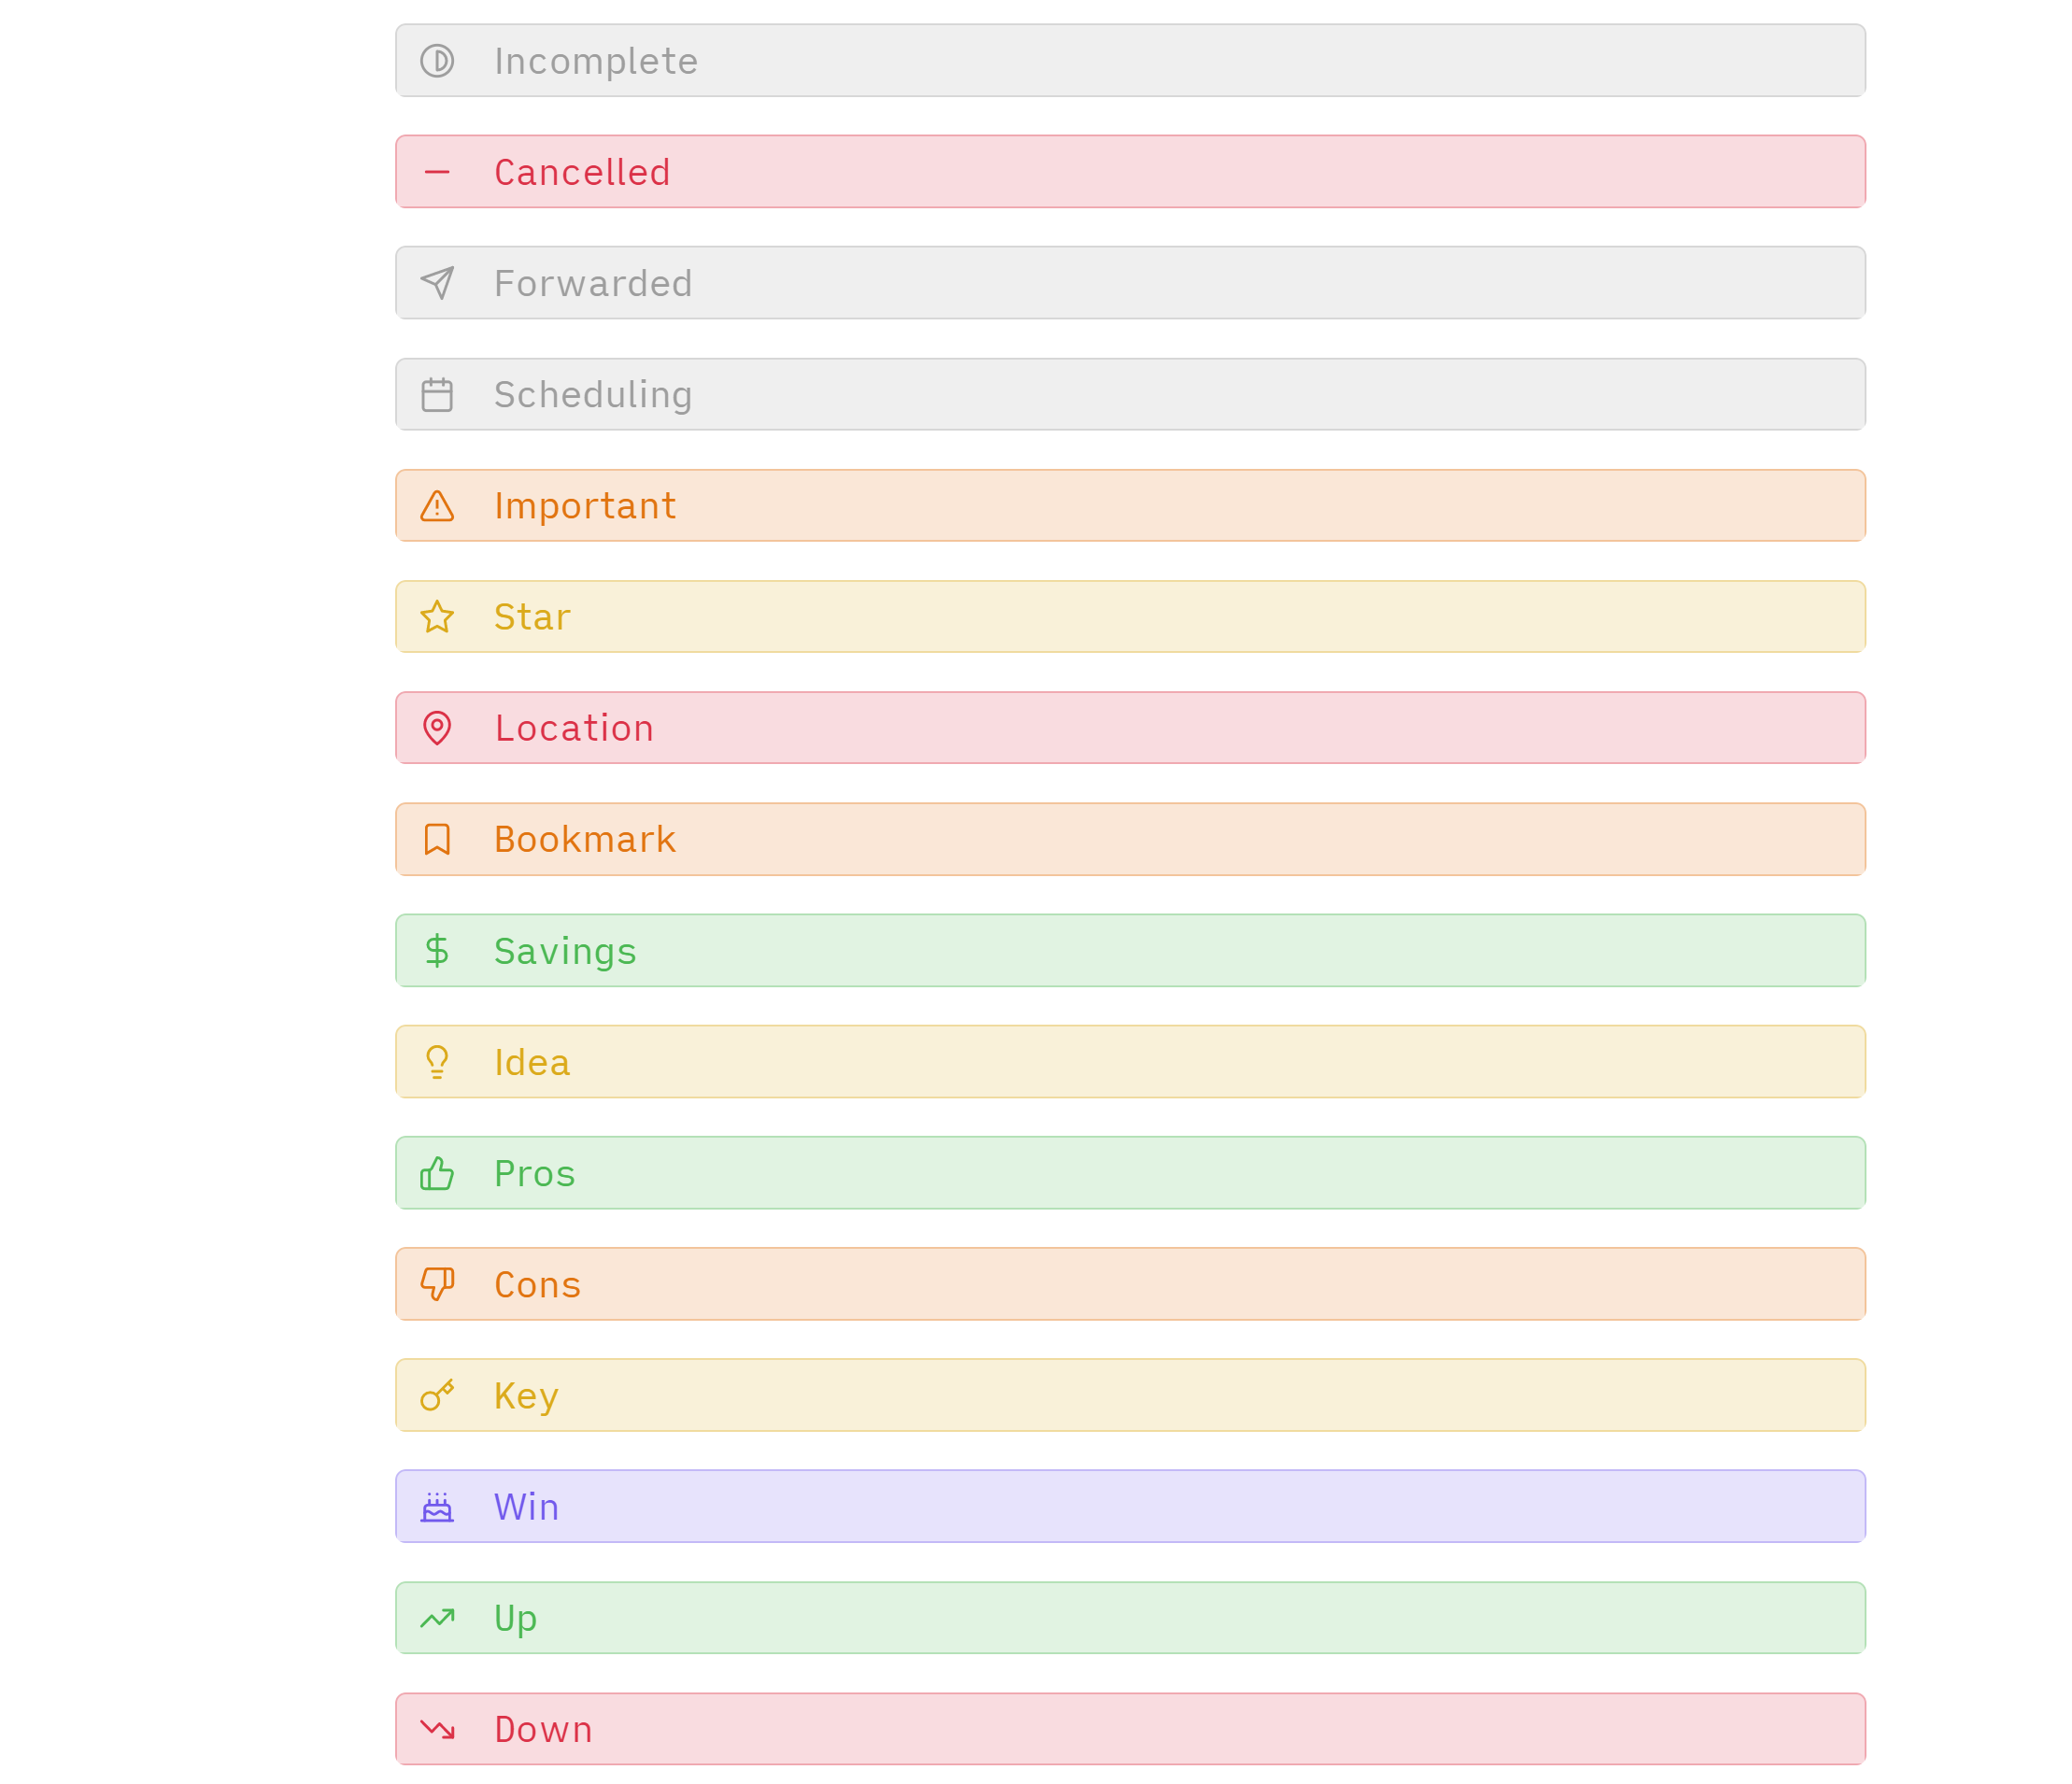 Incomplete
Cancelled
Forwarded
Scheduling
Important
Star
Location
Bookmark
Savings
Idea
Pros
Cons
Key
Win
Up
Down